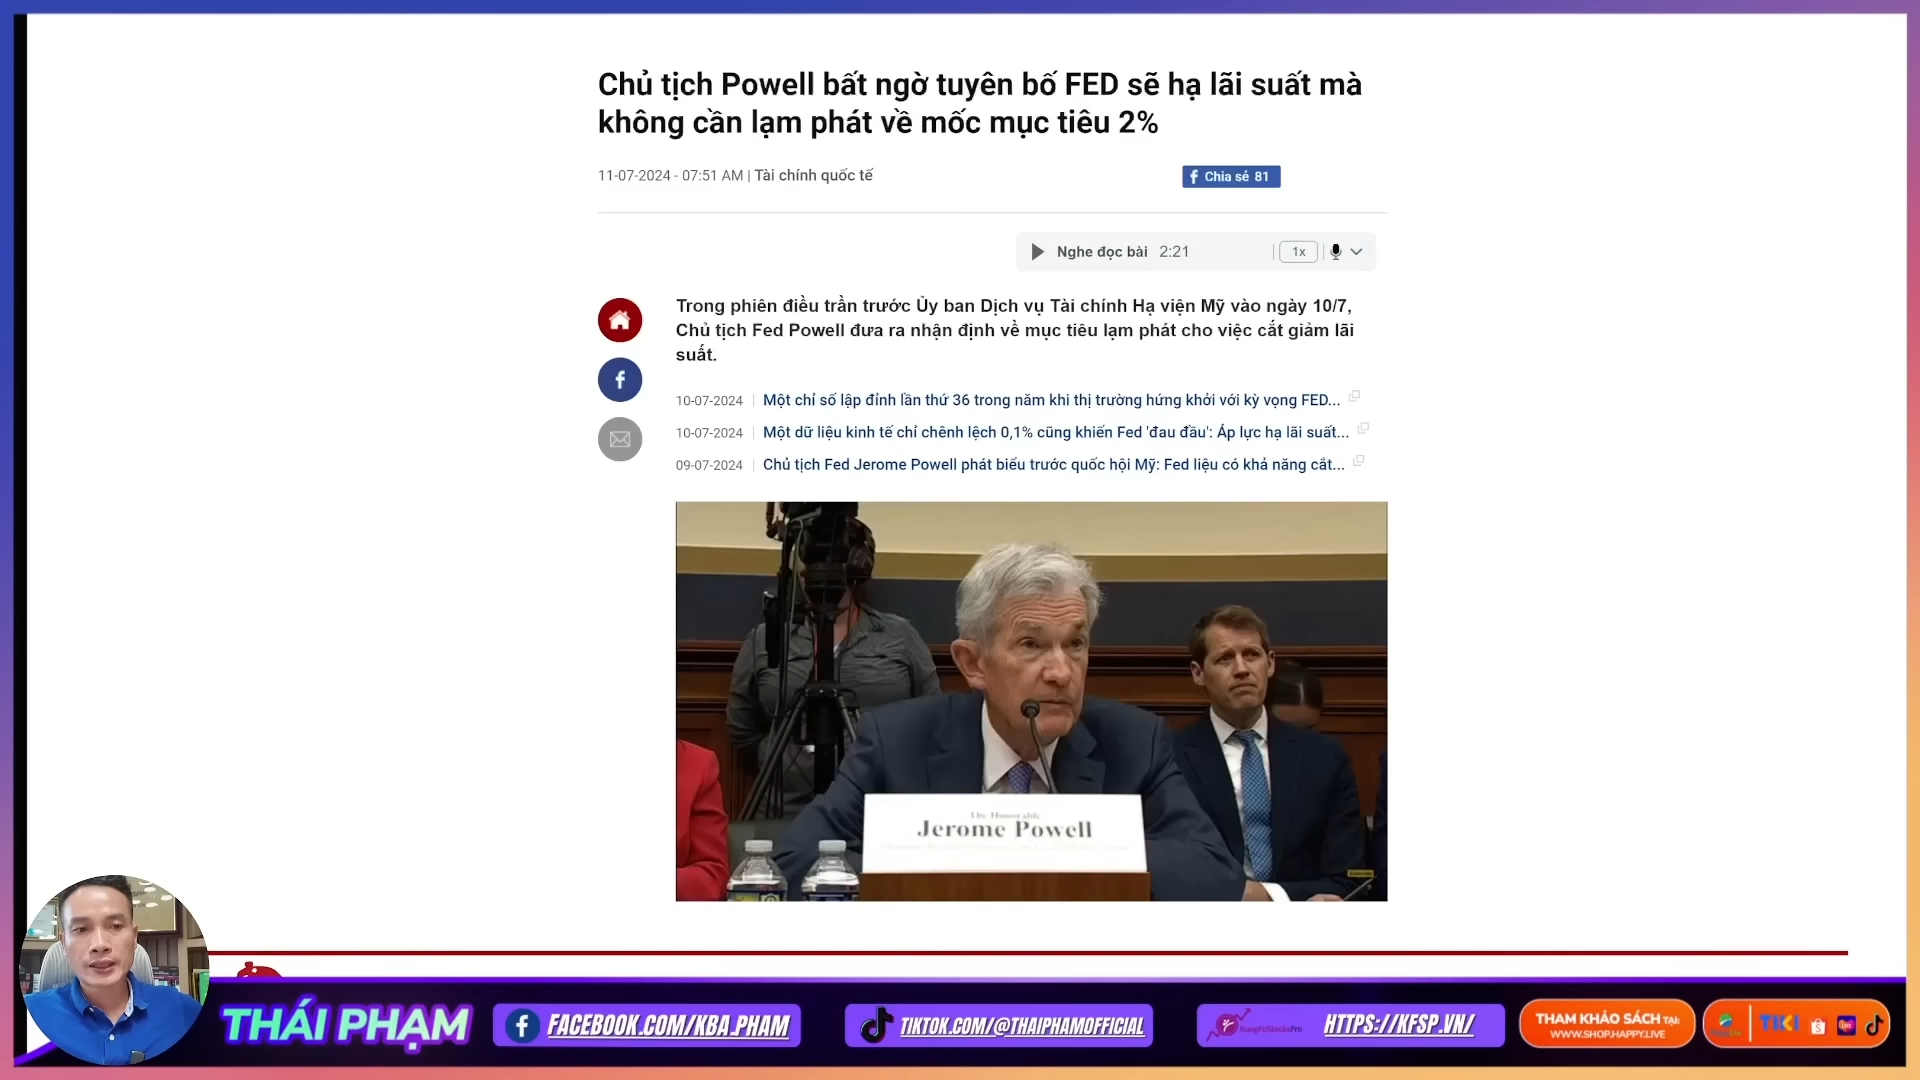 Chủ tịch Powell bất ngờ tuyên bố FED sẽ hạ lãi suất mà
không cần lạm phát về mốc mục tiêu 2%
11-07-2024 - 07:51 AM | Tài chính quốc tế
Chia sẻ 81
Nghe đọc bài 2:21
1x
Trong phiên điều trần trước Ủy ban Dịch vụ Tài chính Hạ viện Mỹ vào ngày 10/7,
Chủ tịch Fed Powell đưa ra nhận định về mục tiêu lạm phát cho việc cắt giảm lãi
suất.
10-07-2024 | Một chỉ số lập đỉnh lần thứ 36 trong năm khi thị trường hứng khởi với kỳ vọng FED...
10-07-2024 | Một dữ liệu kinh tế chỉ chênh lệch 0,1% cũng khiến Fed 'đau đầu': Áp lực hạ lãi suất...
09-07-2024 | Chủ tịch Fed Jerome Powell phát biểu trước quốc hội Mỹ: Fed liệu có khả năng cắt...
The Honorable
Jerome Powell
THÁI PHẠM
FACEBOOK.COM/KBA.PHAM
TIKTOK.COM/@THAIPHAMOFFICIAL
KungFuStocksPro
HTTPS://KFSP.VN/
THAM KHẢO SÁCH TẠI:
WWW.SHOP.HAPPY.LIVE
TIKI